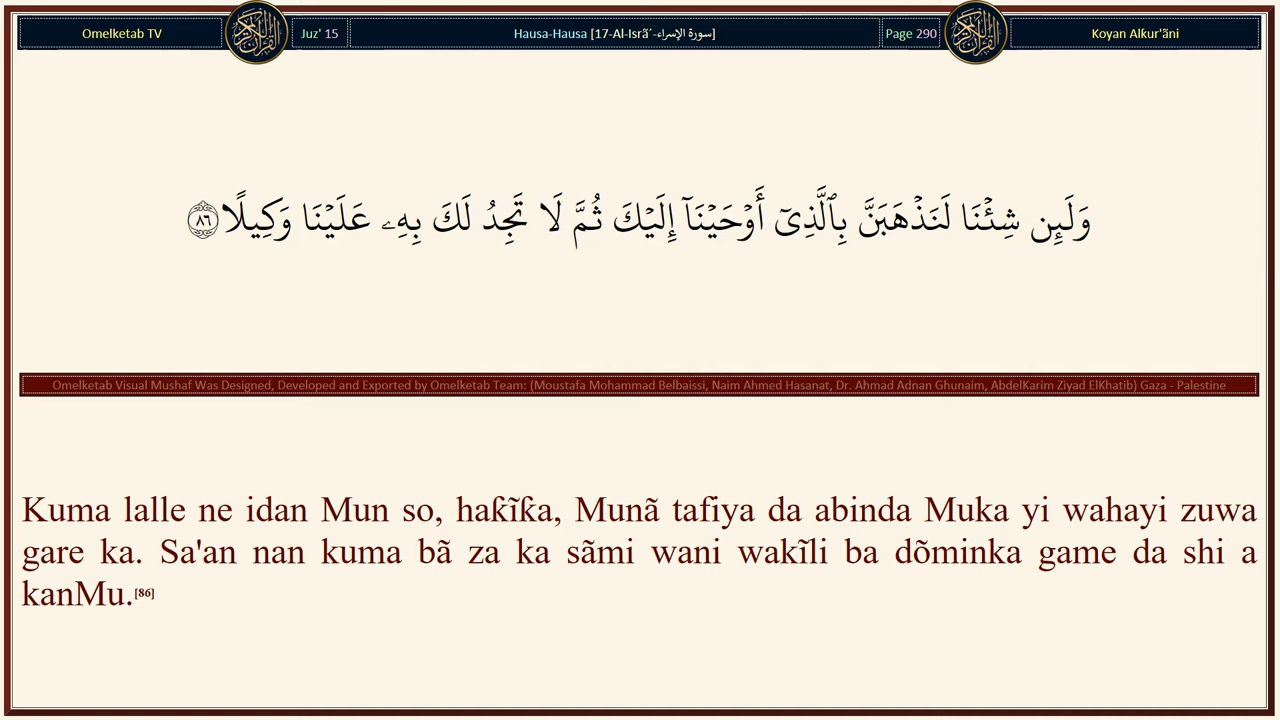 Omelketab TV
Juz' 15
Hausa-Hausa [17-Al-Isrã´-سورة الإسراء]
Page 290
Koyan Alƙur'ãni
وَلَئِن شِئْنَا لَنَذْهَبَنَّ بِٱلَّذِىٓ أَوْحَيْنَآ إِلَيْكَ ثُمَّ لَا تَجِدُ لَكَ بِهِۦ عَلَيْنَا وَكِيلًا ٨٦
Omelketab Visual Mushaf Was Designed, Developed and Exported by Omelketab Team: (Moustafa Mohammad Belbaissi, Naim Ahmed Hasanat, Dr. Ahmad Adnan Ghunaim, AbdelKarim Ziyad ElKhatib) Gaza - Palestine
Kuma lalle ne idan Mun so, haƙĩƙa, Munã tafiya da abinda Muka yi wahayi zuwa
gare ka. Sa'an nan kuma bã za ka sãmi wani wakĩli ba dõminka game da shi a
kanMu.[86]